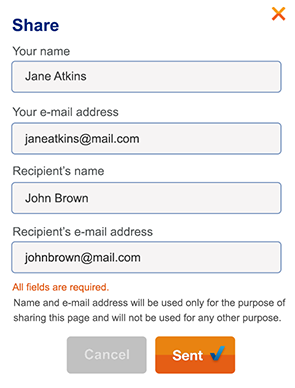 Share
Your name
Jane Atkins
Your e-mail address
janeatkins@mail.com
Recipient's name
John Brown
Recipient's e-mail address
johnbrown@mail.com
All fields are required.
Name and e-mail address will be used only for the purpose of
sharing this page and will not be used for any other purpose.
Cancel
Sent